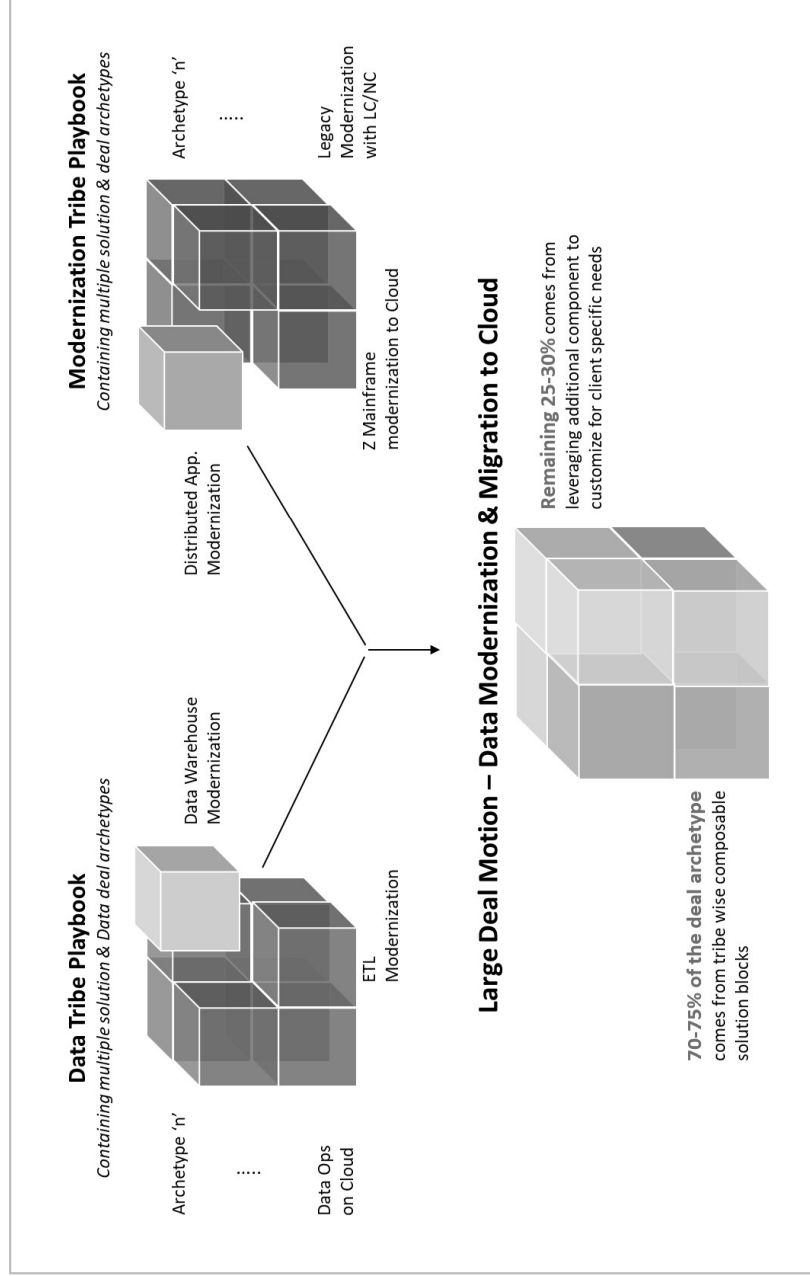 Data Tribe Playbook
Containing multiple solution & Data deal archetypes
Archetype ‘n’
.....
Data Ops
on Cloud
Data Warehouse
Modernization
ETL
Modernization
Modernization Tribe Playbook
Containing multiple solution & deal archetypes
Distributed App.
Modernization
Archetype ‘n’
.....
Z Mainframe
modernization to Cloud
Legacy
Modernization
with LC/NC
Large Deal Motion – Data Modernization & Migration to Cloud
70-75% of the deal archetype
comes from tribe wise composable
solution blocks
Remaining 25-30% comes from
leveraging additional component to
customize for client specific needs